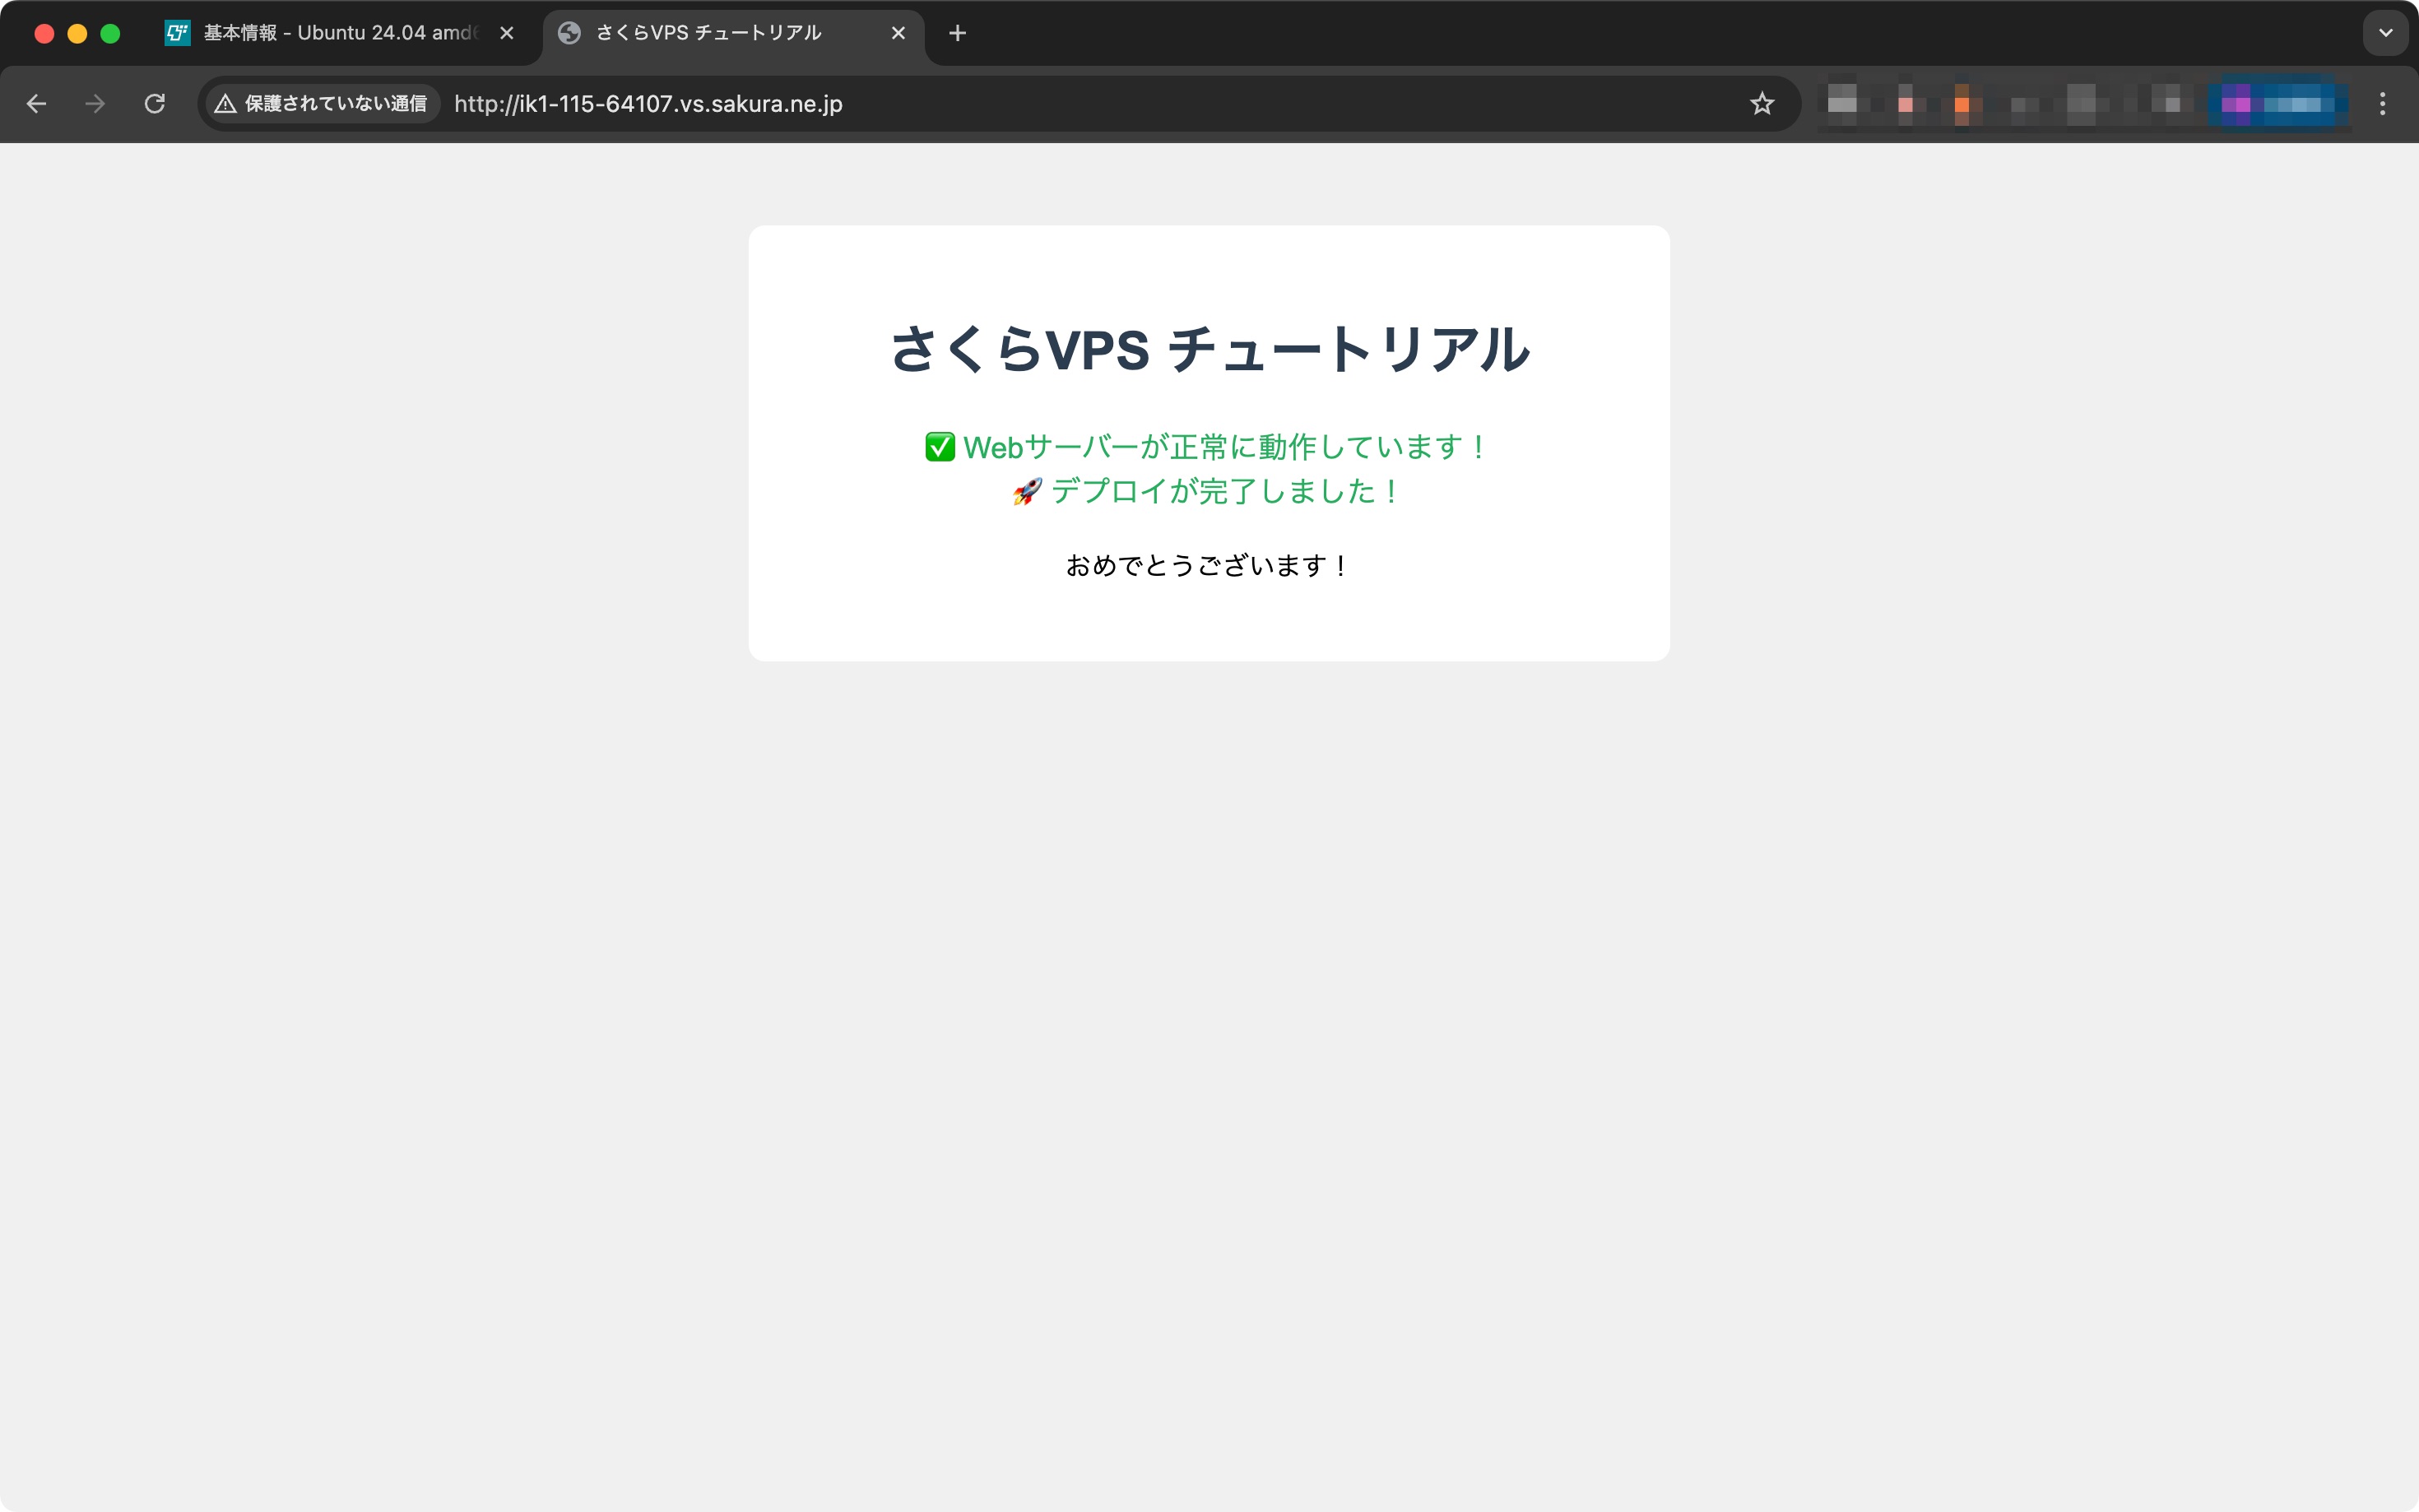 基本情報 - Ubuntu 24.04 amd6
さくらVPS チュートリアル
保護されていない通信
http://ik1-115-64107.vs.sakura.ne.jp
さくらVPS チュートリアル
✅ Webサーバーが正常に動作しています！
🚀 デプロイが完了しました！
おめでとうございます！